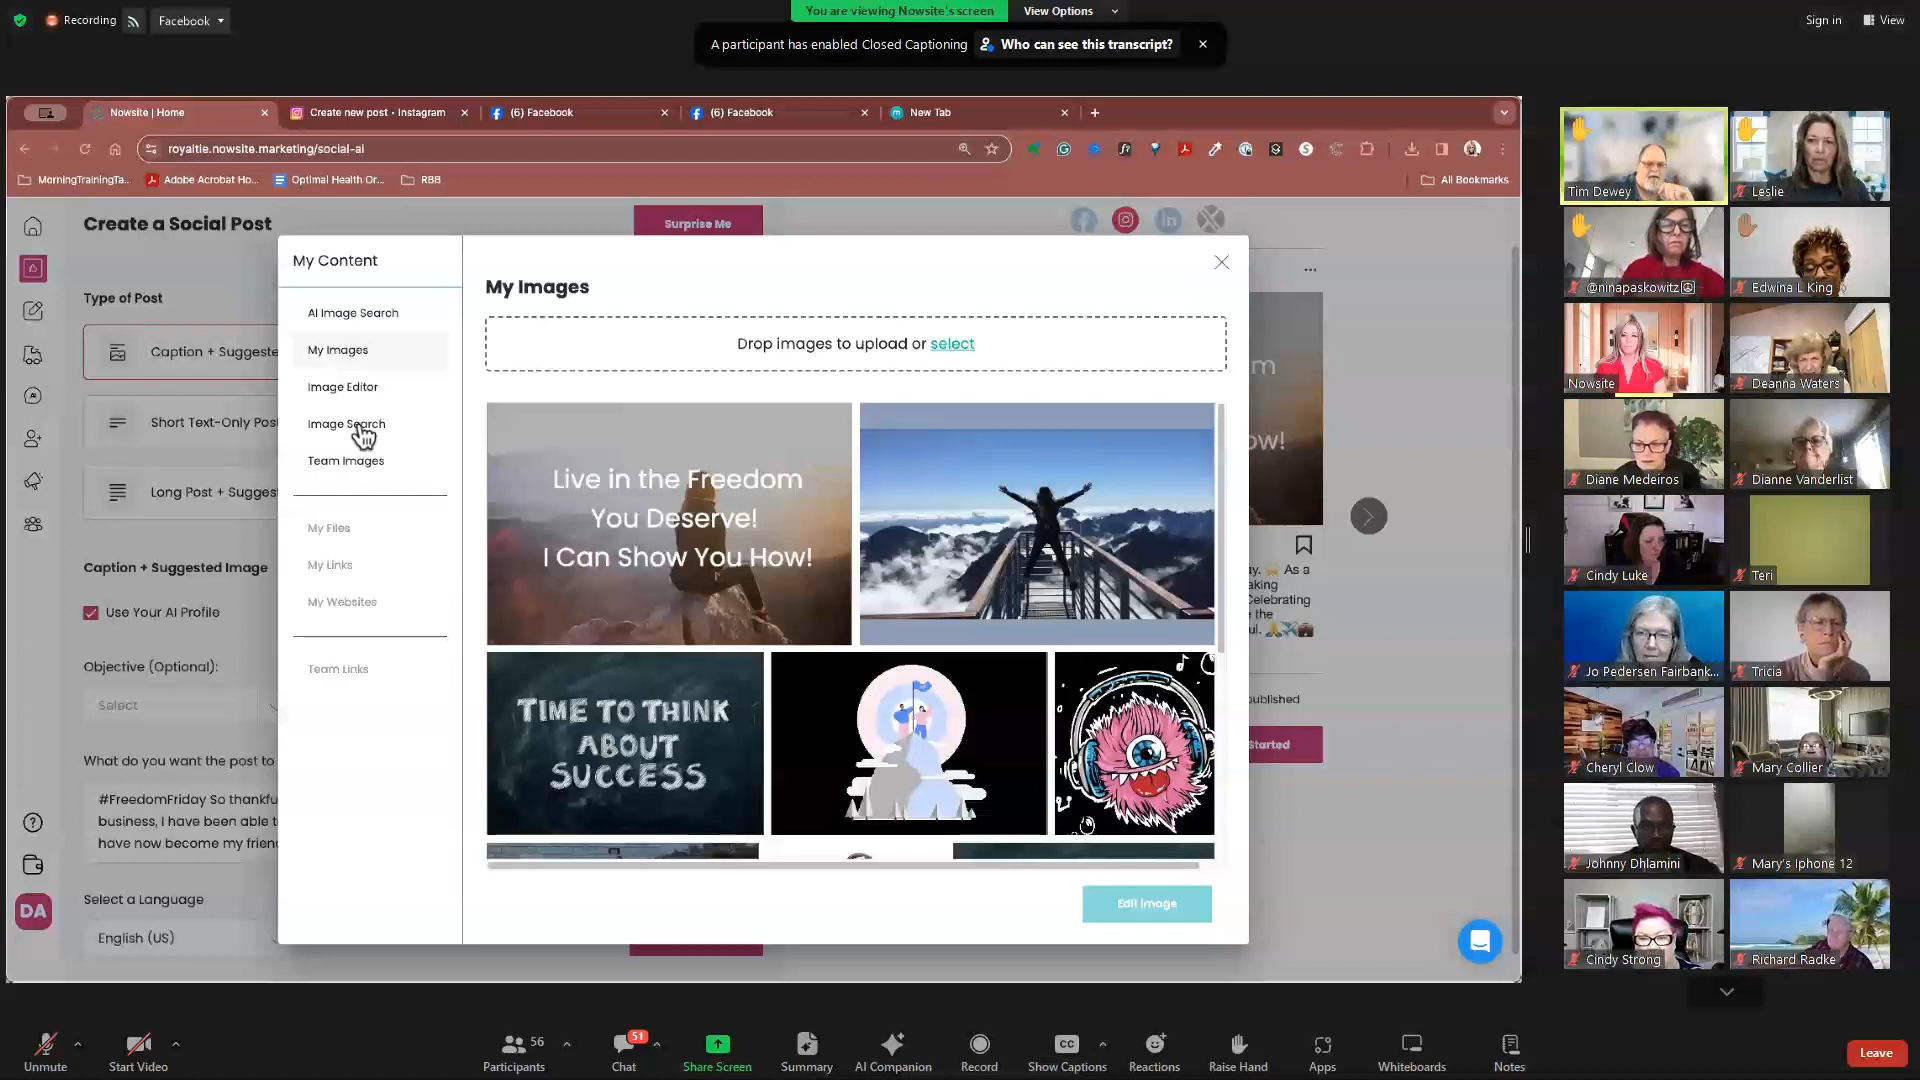 Recording
Facebook
You are viewing Nowsite's screen
View Options
Sign in
View
A participant has enabled Closed Captioning
Who can see this transcript?
Nowsite | Home
Create new post - Instagram
(6) Facebook
(6) Facebook
New Tab
royaltie.nowsite.marketing/social-ai
MorningTrainingTa...
Adobe Acrobat Ho...
Optimal Health Or...
RBB
All Bookmarks
Create a Social Post
Surprise Me
Type of Post
Caption + Suggeste
Short Text-Only Pos
Long Post + Sugges
Caption + Suggested Image
Use Your AI Profile
Objective (Optional):
Select
What do you want the post to
#FreedomFriday So thankfu
business, I have been able t
have now become my frien
Select a Language
English (US)
DA
My Content
AI Image Search
My Images
Image Editor
Image Search
Team Images
My Files
My Links
My Websites
Team Links
My Images
Drop images to upload or select
Live in the Freedom
You Deserve!
I Can Show You How!
TIME TO THINK
ABOUT
SUCCESS
Edit Image
ow!
ay. As a
aking
Celebrating
the
ul.
ublished
Started
Tim Dewey
Leslie
@ninapaskowitz
Edwina L King
Nowsite
Deanna Waters
Diane Medeiros
Dianne Vanderlist
Cindy Luke
Teri
Jo Pedersen Fairbank...
Tricia
Cheryl Clow
Mary Collier
Johnny Dhlamini
Mary's Iphone 12
Cindy Strong
Richard Radke
Unmute
Start Video
56
Participants
51
Chat
Share Screen
Summary
AI Companion
Record
CC
Show Captions
Reactions
Raise Hand
Apps
Whiteboards
Notes
Leave